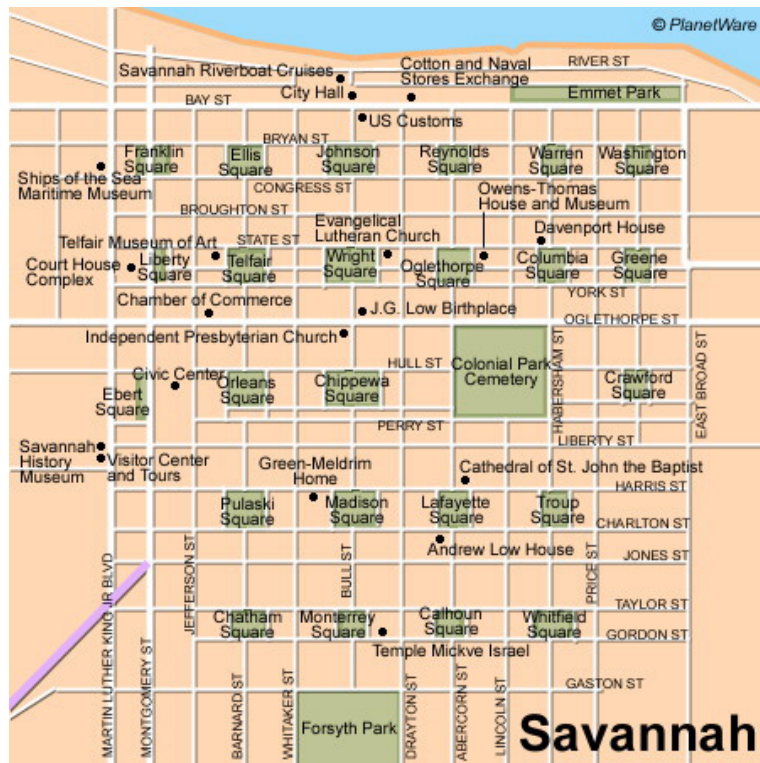 © PlanetWare
RIVER ST
Savannah Riverboat Cruises
Cotton and Naval
Stores Exchange
City Hall
Emmet Park
BAY ST
US Customs
BRYAN ST
Franklin
Square
Ellis
Square
Johnson
Square
Reynolds
Square
Warren
Square
Washington
Square
Ships of the Sea
Maritime Museum
CONGRESS ST
Owens-Thomas
House and Museum
BROUGHTON ST
Evangelical
Lutheran Church
Davenport House
Telfair Museum of Art
STATE ST
Court House
Complex
Liberty
Square
Telfair
Square
Wright
Square
Oglethorpe
Square
Columbia
Square
Greene
Square
YORK ST
Chamber of Commerce
J.G. Low Birthplace
OGLETHORPE ST
Independent Presbyterian Church
HULL ST
Colonial Park
Cemetery
HABERSHAM ST
EAST BROAD ST
Civic Center
Ebert
Square
Orleans
Square
Chippewa
Square
Crawford
Square
PERRY ST
LIBERTY ST
Savannah
History
Museum
Visitor Center
and Tours
Green-Meldrim
Home
Cathedral of St. John the Baptist
HARRIS ST
Pulaski
Square
Madison
Square
Lafayette
Square
Troup
Square
CHARLTON ST
Andrew Low House
JONES ST
MARTIN LUTHER KING JR BLVD
MONTGOMERY ST
JEFFERSON ST
BULL ST
PRICE ST
TAYLOR ST
Chatham
Square
Monterrey
Square
Calhoun
Square
Whitfield
Square
GORDON ST
Temple Mickve Israel
BARNARD ST
WHITAKER ST
DRAYTON ST
ABERCORN ST
LINCOLN ST
GASTON ST
Forsyth Park
Savannah